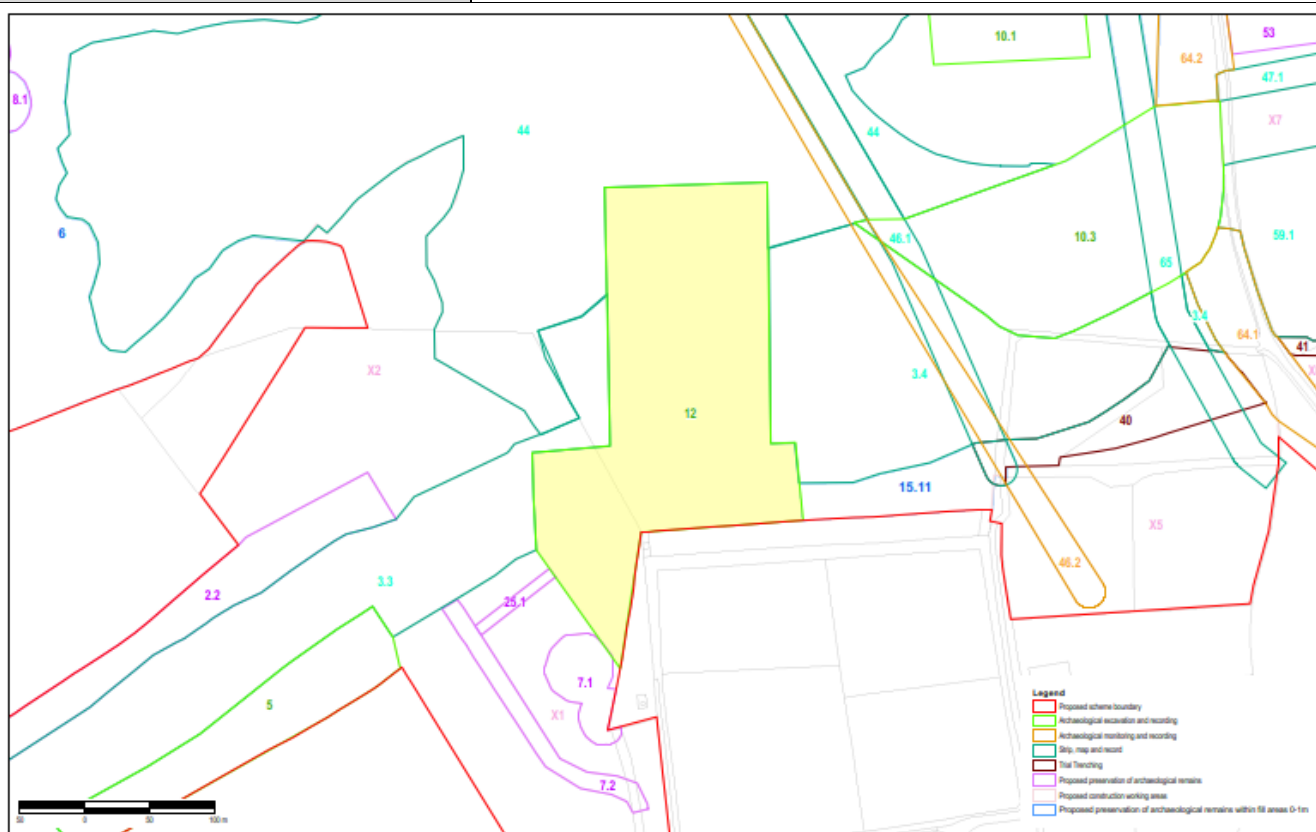 53
10.1
64.2
47.1
8.1
X7
44
44
6
46.1
10.3
59.1
65
3.4
64.1
41
X2
3.4
12
40
15.11
X5
46.2
3.3
2.2
25.1
7.1
5
X1
7.2
Legend
Proposed scheme boundary
Archaeological excavation and recording
Archaeological monitoring and recording
Strip, map and record
Trial Trenching
Proposed preservation of archaeological remains
Proposed construction working areas
Proposed preservation of archaeological remains within fill areas 0-1m
50 0 50 100 m